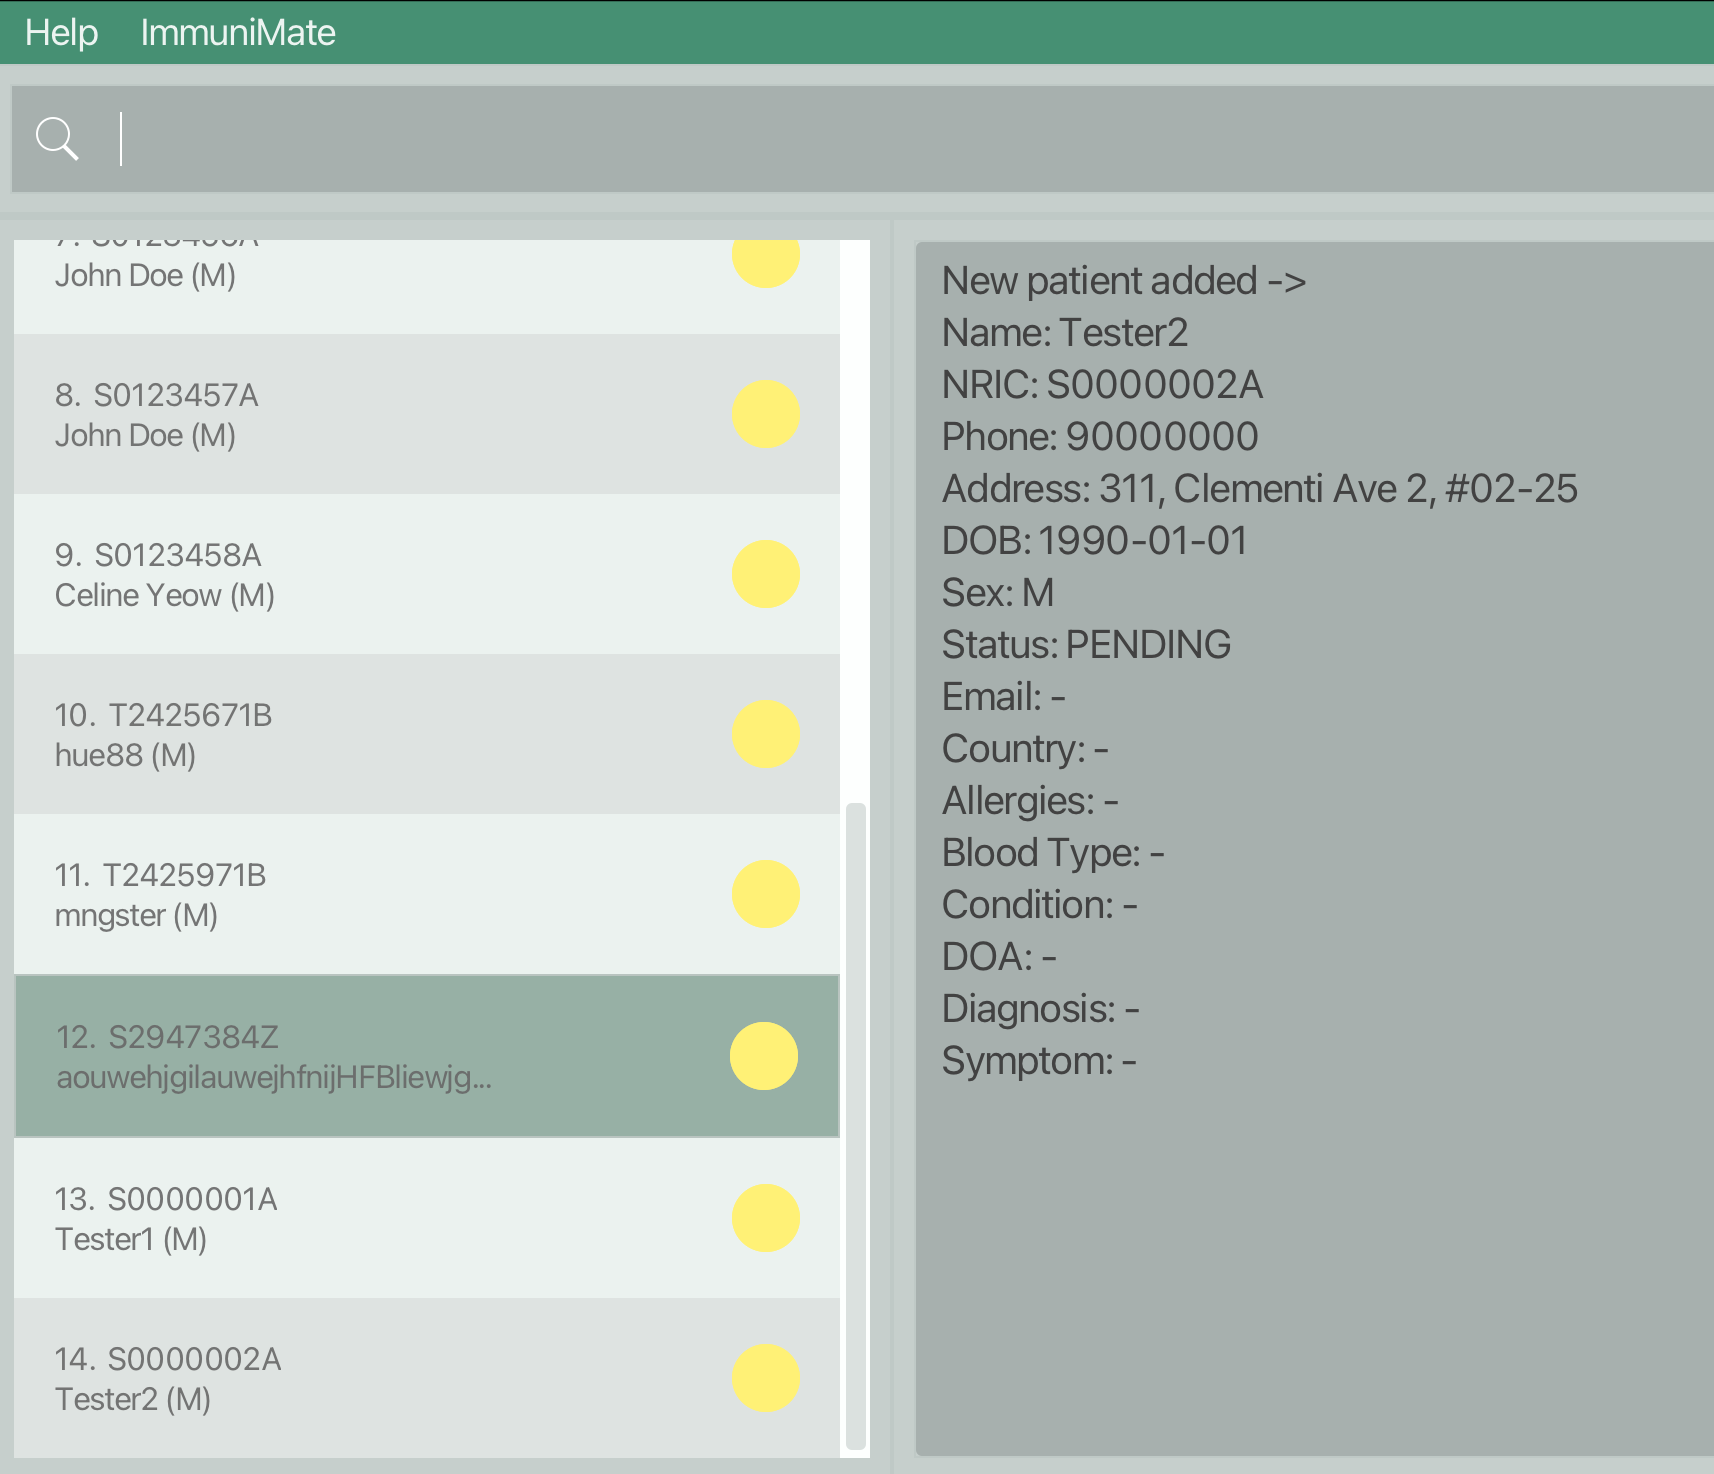 Help ImmuniMate
John Doe (M)
8. S0123457A
John Doe (M)
9. S0123458A
Celine Yeow (M)
10. T2425671B
hue88 (M)
11. T2425971B
mngster (M)
12. S2947384Z
aouwehjgilauwejhfnijHFBliewjg...
13. S0000001A
Tester1 (M)
14. S0000002A
Tester2 (M)
New patient added ->
Name: Tester2
NRIC: S0000002A
Phone: 90000000
Address: 311, Clementi Ave 2, #02-25
DOB: 1990-01-01
Sex: M
Status: PENDING
Email: -
Country: -
Allergies: -
Blood Type: -
Condition: -
DOA: -
Diagnosis: -
Symptom: -